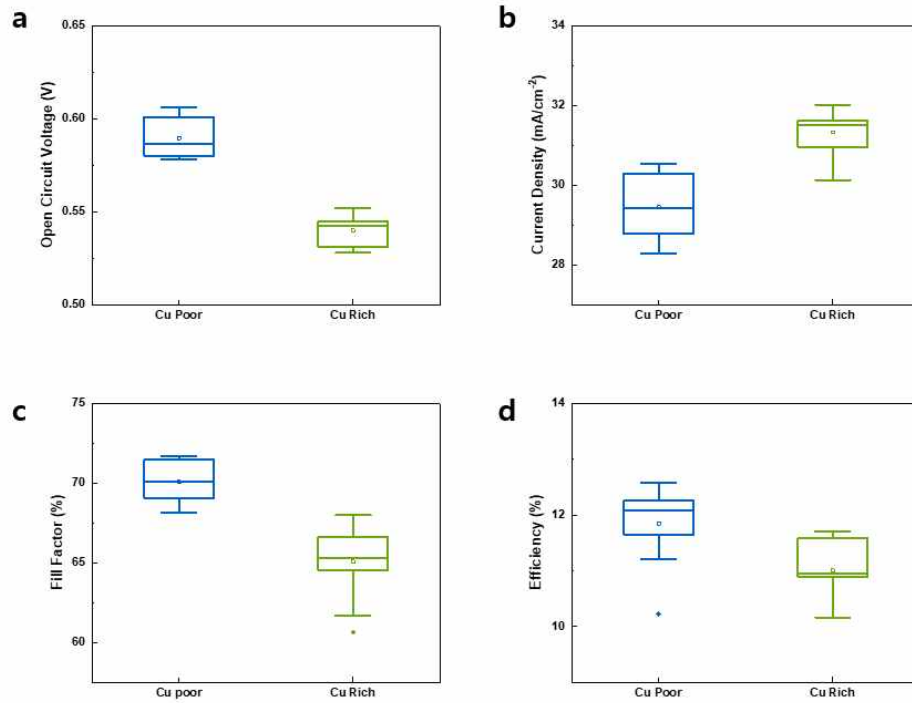 a
0.65
0.60
0.55
0.50
Open Circuit Voltage (V)
Cu Poor
Cu Rich
b
34
32
30
28
Current Density (mA/cm-2)
Cu Poor
Cu Rich
c
75
70
65
60
Fill Factor (%)
Cu poor
Cu Rich
d
14
12
10
Efficiency (%)
Cu Poor
Cu Rich